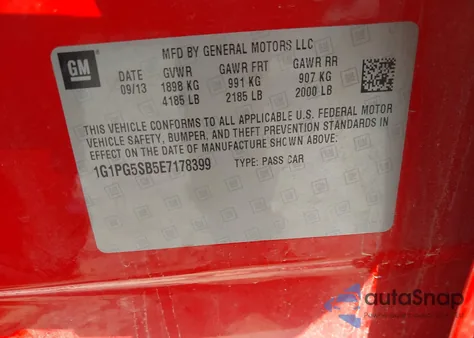 GM
MFD BY GENERAL MOTORS LLC
DATE GVWR GAWR FRT GAWR RR
09/13 1898 KG 991 KG 907 KG
4185 LB 2185 LB 2000 LB
THIS VEHICLE CONFORMS TO ALL APPLICABLE U.S. FEDERAL MOTOR
VEHICLE SAFETY, BUMPER, AND THEFT PREVENTION STANDARDS IN
EFFECT ON THE DATE OF MANUFACTURE SHOWN ABOVE.
1G1PG5SB5E7178399 TYPE: PASS CAR
autoSnap